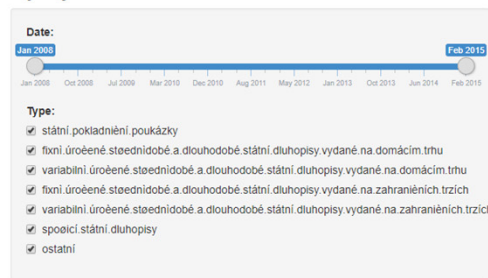 Date:
Jan 2008 Feb 2015
Jan 2008 Oct 2008 Jul 2009 Mar 2010 Dec 2010 Aug 2011 May 2012 Jan 2013 Oct 2013 Jun 2014 Feb 2015
Type:
státní.pokladnièní.poukázky
fixnì.úroèené.støednìdobé.a.dlouhodobé.státní.dluhopisy.vydané.na.domácím.trhu
variabilnì.úroèené.støednìdobé.a.dlouhodobé.státní.dluhopisy.vydané.na.domácím.trhu
fixnì.úroèené.støednìdobé.a.dlouhodobé.státní.dluhopisy.vydané.na.zahranièních.trzích
variabilnì.úroèené.støednìdobé.a.dlouhodobé.státní.dluhopisy.vydané.na.zahranièních.trzích
spoøicí.státní.dluhopisy
ostatní